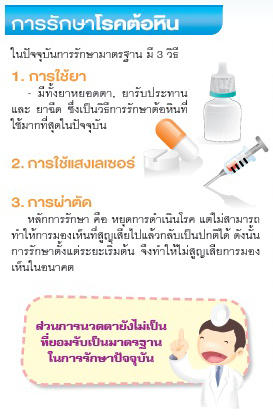 การรักษาโรคต้อหิน
ในปัจจุบันการรักษามาตรฐาน มี 3 วิธี
1. การใช้ยา
- มีทั้งยาหยอดตา, ยารับประทาน
และ ยาฉีด ซึ่งเป็นวิธีการรักษาต้อหินที่
ใช้มากที่สุดในปัจจุบัน
2. การใช้แสงเลเซอร์
3. การผ่าตัด
หลักการรักษา คือ หยุดการดำเนินโรค แต่ไม่สามารถ
ทำให้การมองเห็นที่สูญเสียไปแล้วกลับเป็นปกติได้ ดังนั้น
การรักษาตั้งแต่ระยะเริ่มต้น จึงทำให้ไม่สูญเสียการมอง
เห็นในอนาคต
ส่วนการนวดตายังไม่เป็น
ที่ยอมรับเป็นมาตรฐาน
ในการรักษาปัจจุบัน